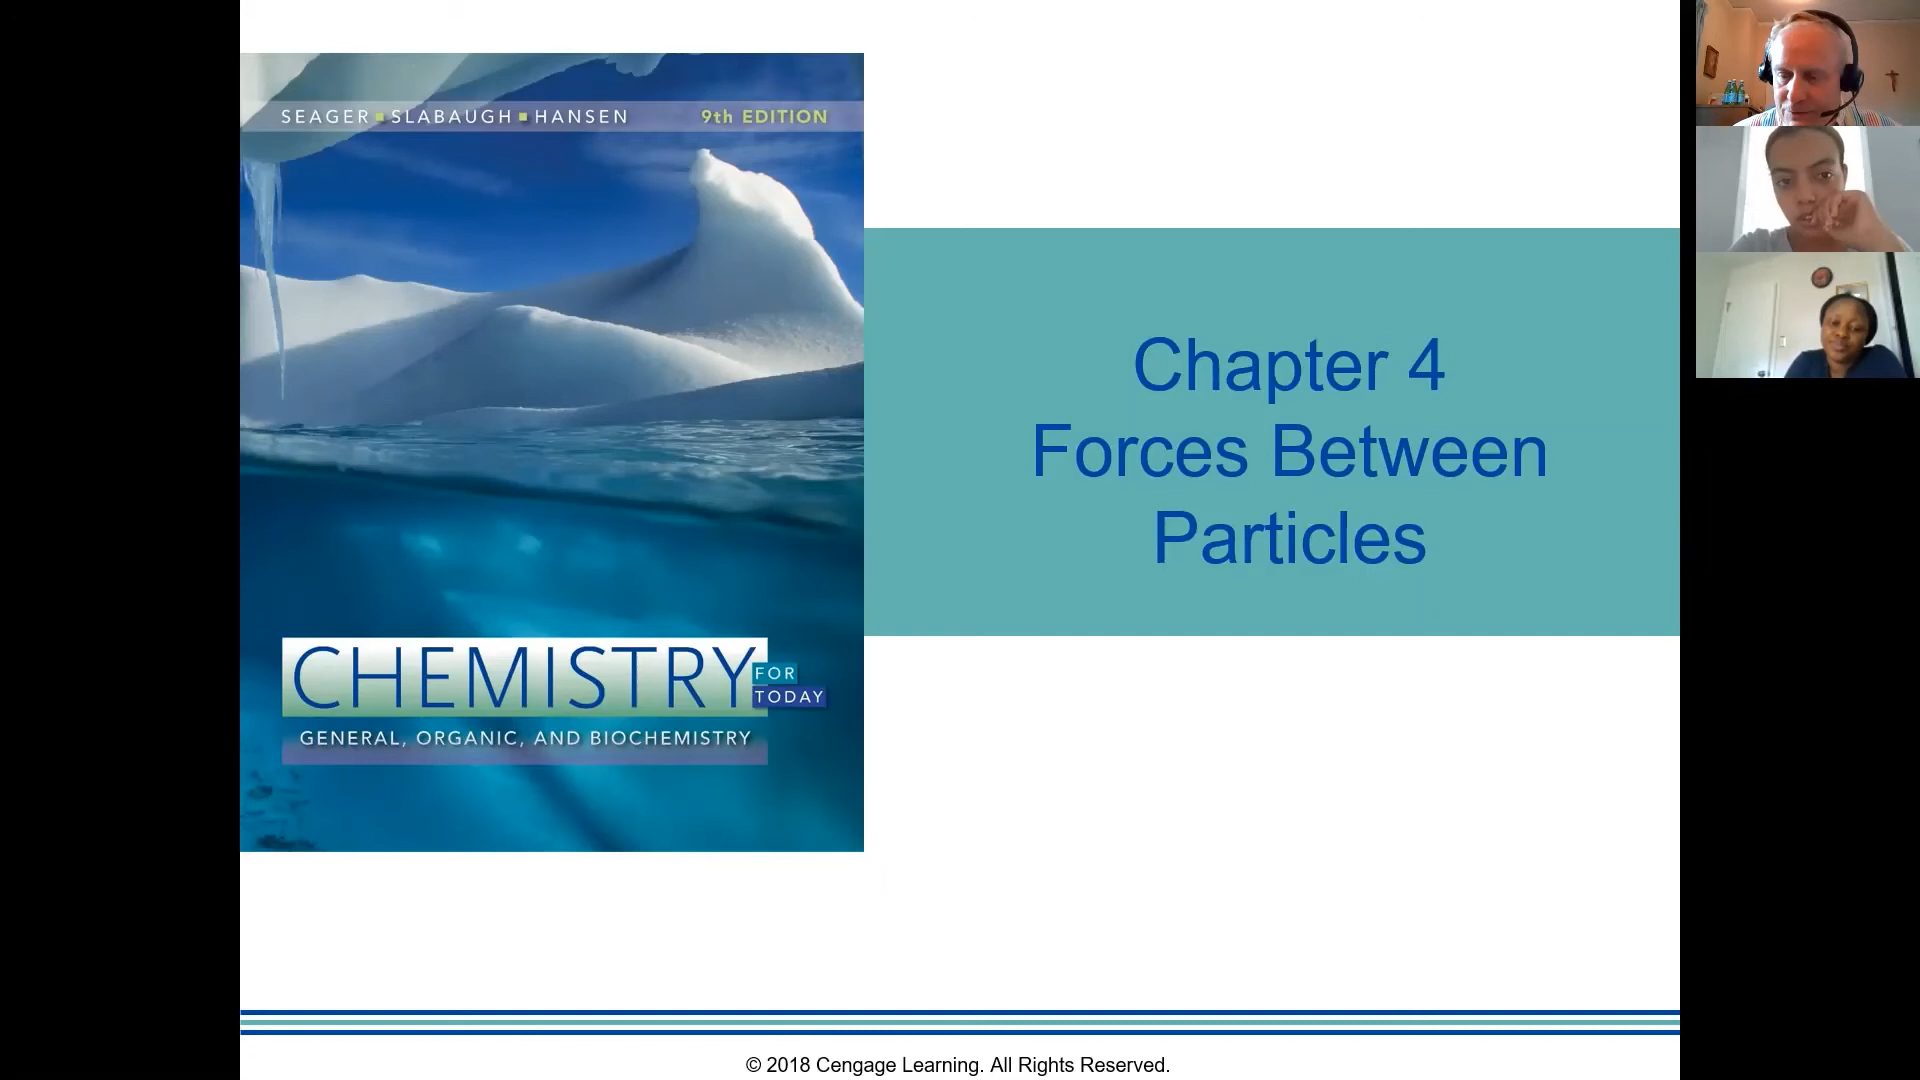 SEAGER ■ SLABAUGH ■ HANSEN 9th EDITION
CHEMISTRY FOR TODAY
GENERAL, ORGANIC, AND BIOCHEMISTRY
Chapter 4
Forces Between
Particles
© 2018 Cengage Learning. All Rights Reserved.